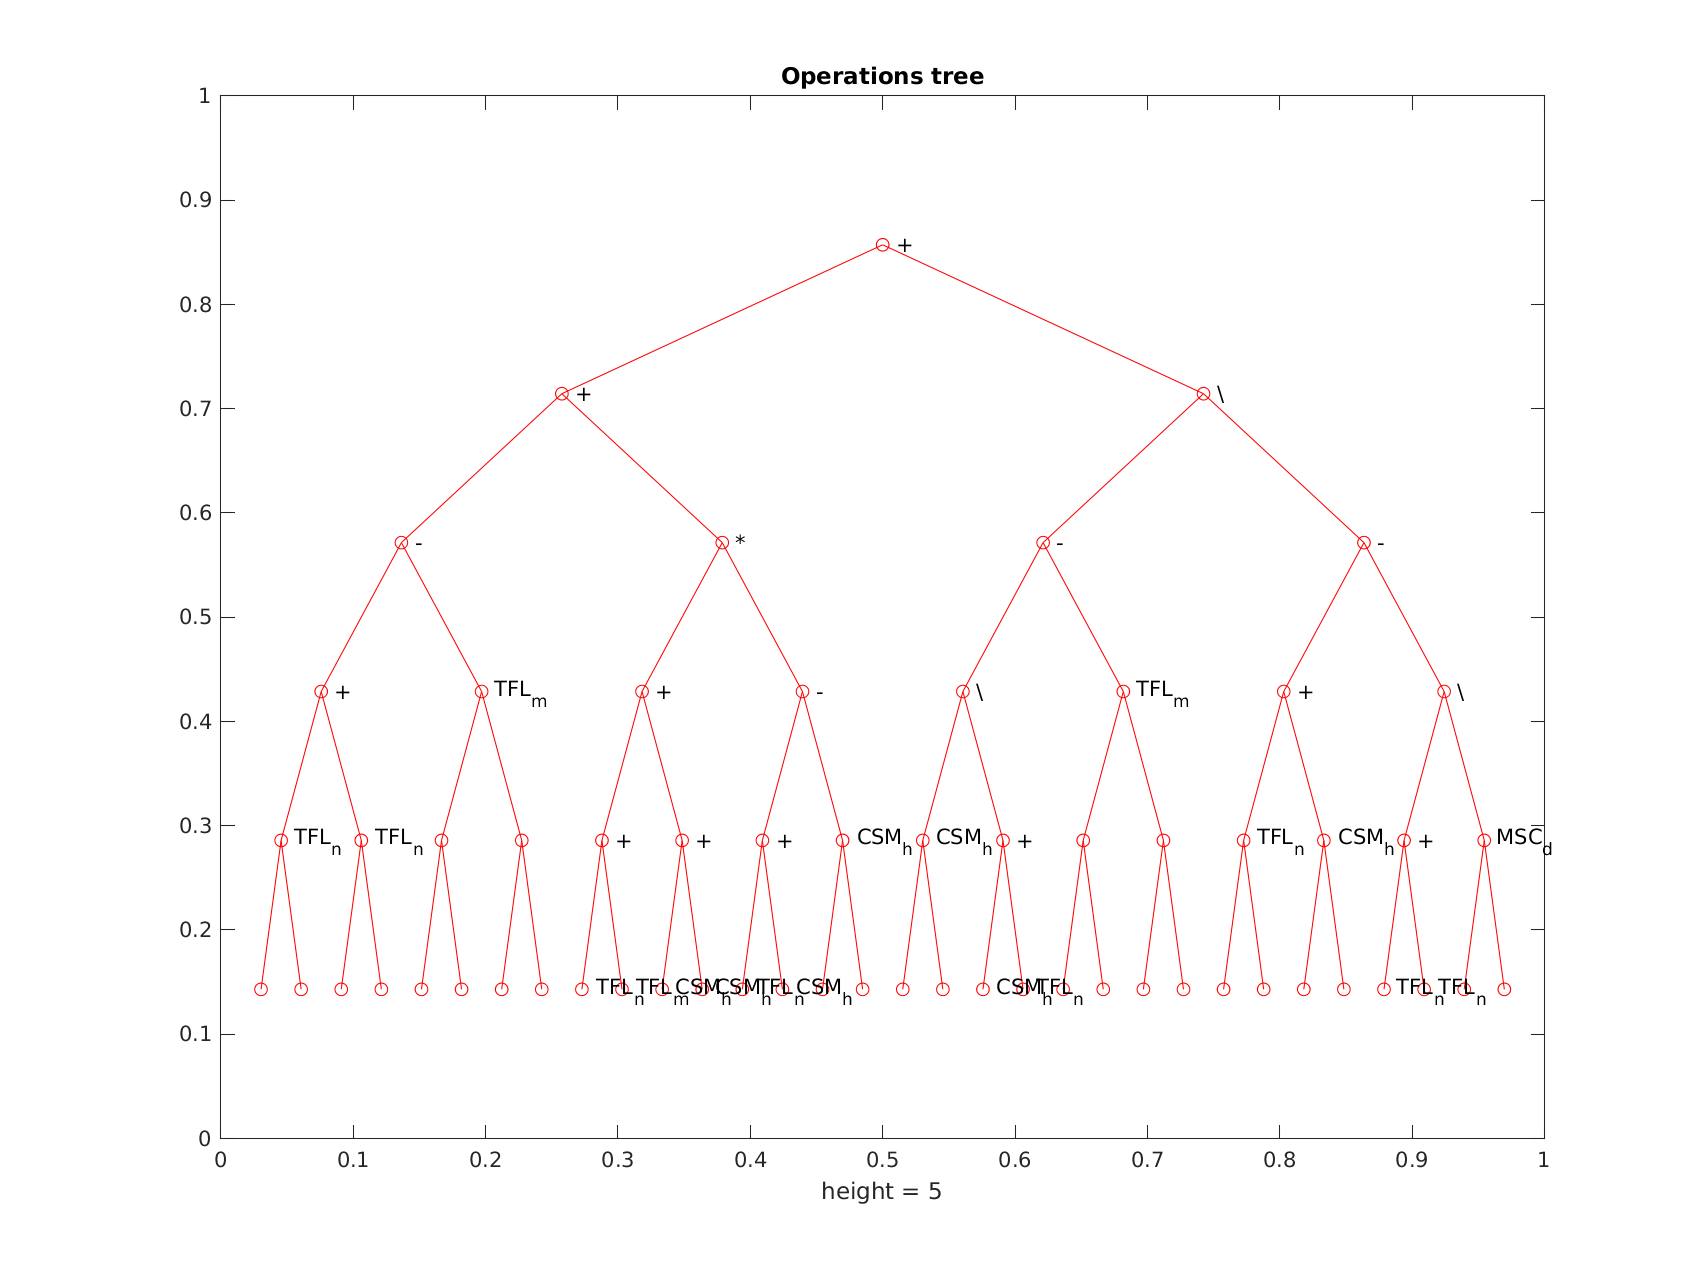 Operations tree
1
0.9
+
0.8
+ \
0.7
0.6
- * - -
0.5
+ TFL_m + - \ TFL_m + \
0.4
0.3
TFL_n TFL_n + + + CSM_h CSM_h + TFL_n CSM_h + MSC_d
0.2
TFL_n TFL_m CSM_h CSM_h TFL_n CSM_h CSM_h TFL_n TFL_n TFL_n
0.1
0
0 0.1 0.2 0.3 0.4 0.5 0.6 0.7 0.8 0.9 1
height = 5